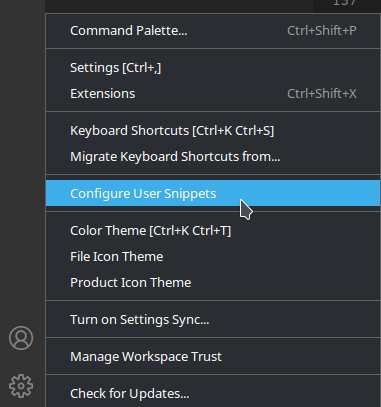 137
Command Palette... Ctrl+Shift+P
Settings [Ctrl+,]
Extensions Ctrl+Shift+X
Keyboard Shortcuts [Ctrl+K Ctrl+S]
Migrate Keyboard Shortcuts from...
Configure User Snippets
Color Theme [Ctrl+K Ctrl+T]
File Icon Theme
Product Icon Theme
Turn on Settings Sync...
Manage Workspace Trust
Check for Updates...